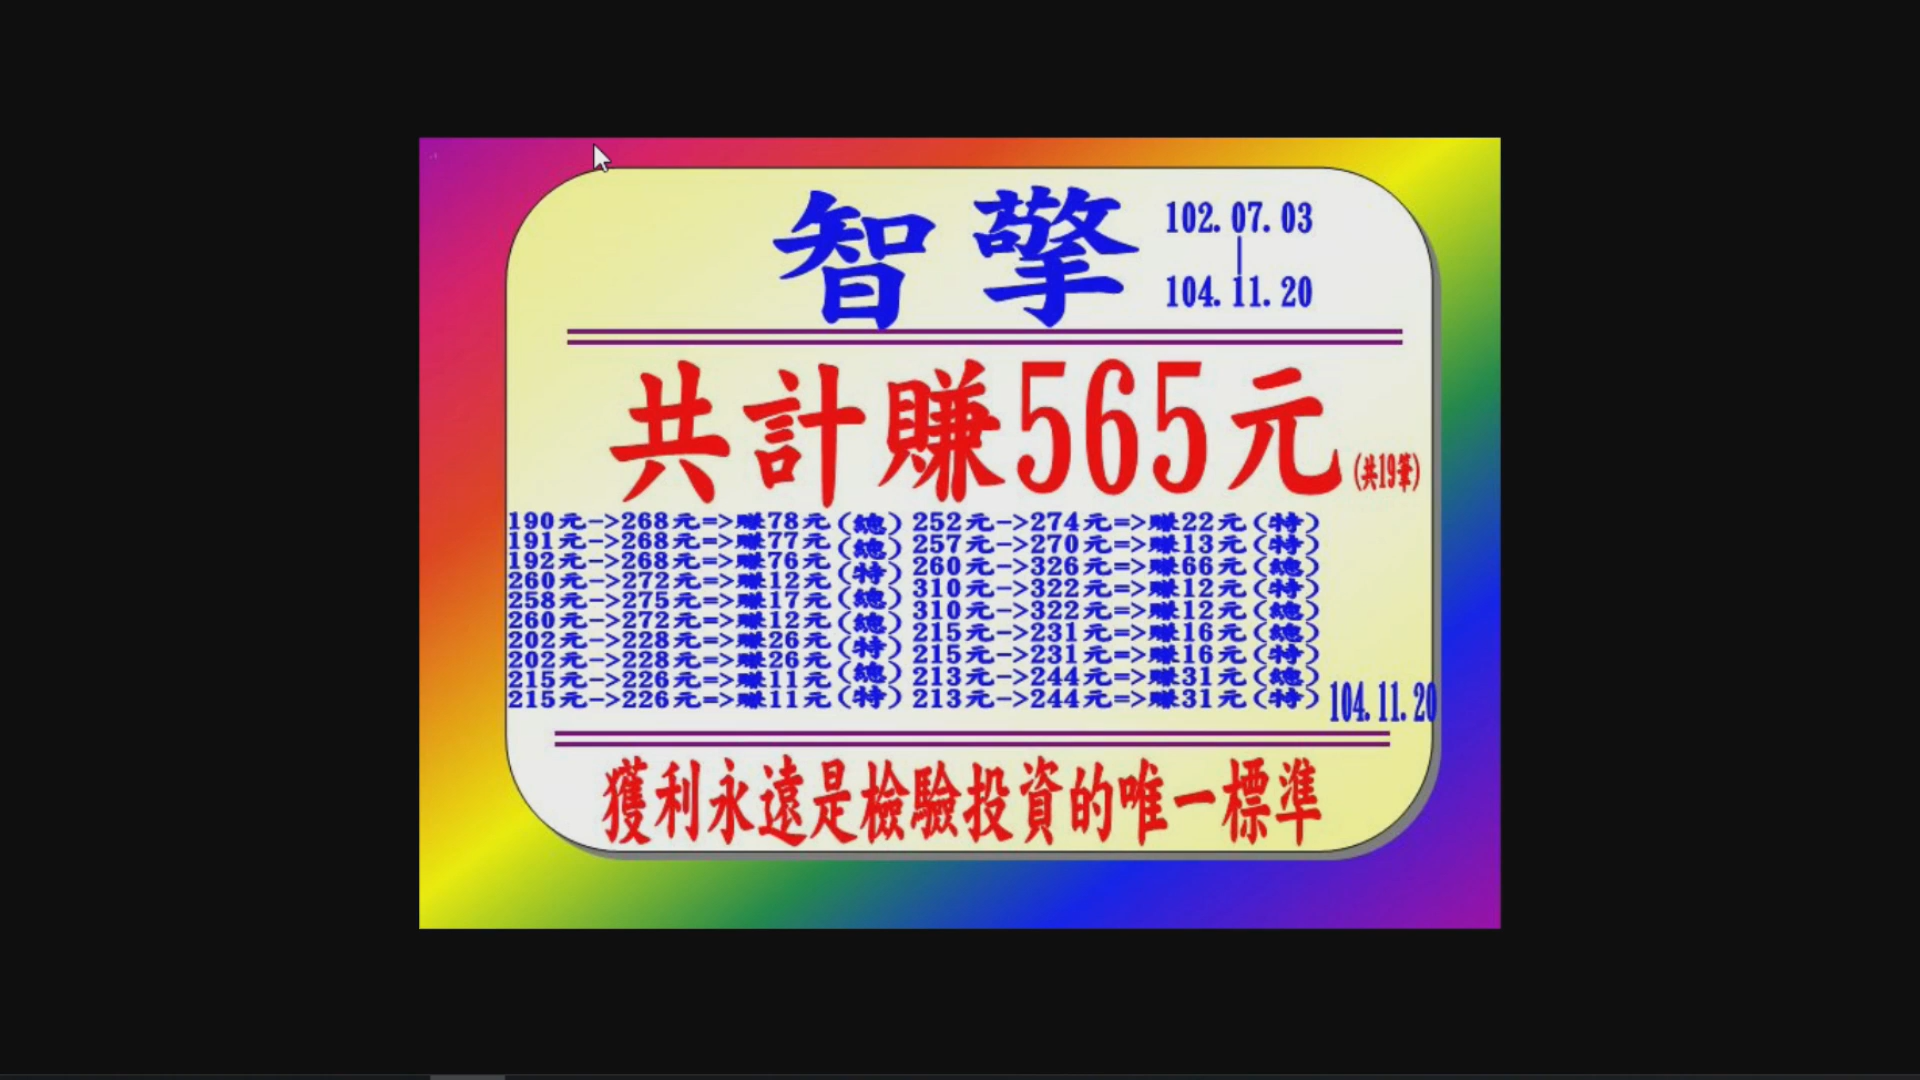 智擎
102.07.03
|
104.11.20
共計賺565元(共19筆)
190元->268元=>賺78元(總)
191元->268元=>賺77元(總)
192元->268元=>賺76元(特)
260元->272元=>賺12元(總)
258元->275元=>賺17元(總)
260元->272元=>賺12元(特)
202元->228元=>賺26元(總)
202元->228元=>賺26元(特)
215元->226元=>賺11元
215元->226元=>賺11元
252元->274元=>賺22元(特)
257元->270元=>賺13元(特)
260元->326元=>賺66元(總)
310元->322元=>賺12元(特)
310元->322元=>賺12元(總)
215元->231元=>賺16元(總)
215元->231元=>賺16元(特)
213元->244元=>賺31元(總)
213元->244元=>賺31元(特)
104.11.20
獲利永遠是檢驗投資的唯一標準